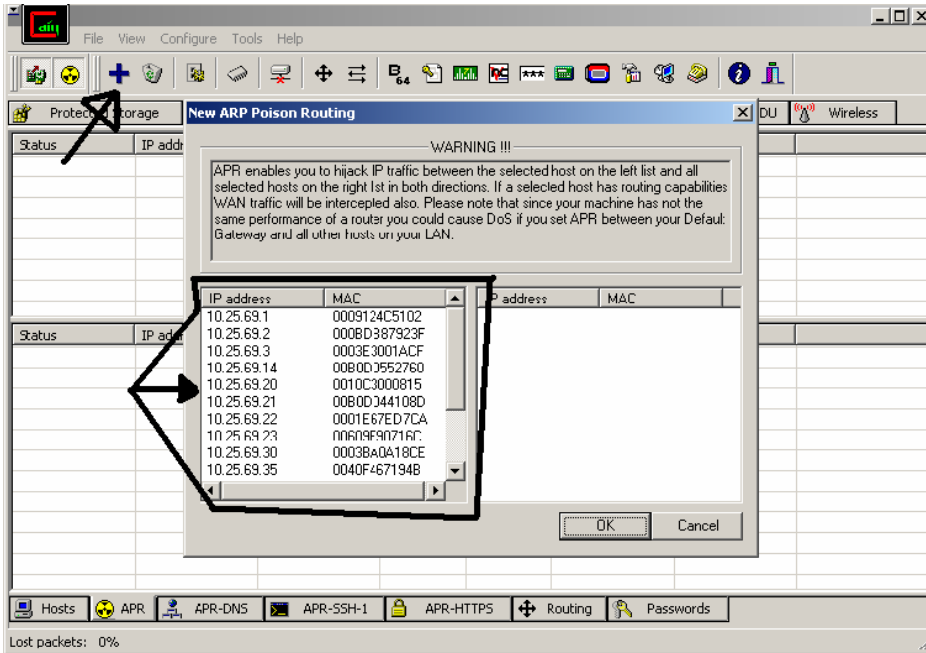 Cain
File View Configure Tools Help
B 64
***
Protected Storage
DU
Wireless
New ARP Poison Routing
Status IP addr
WARNING !!!
APR enables you to hijack IP traffic between the selected host on the left list and all
selected hosts on the right lst in both directions. If a selected host has routing capabilities
WAN traffic will be intercepted also. Please note that since your machine has not the
same performance of a router you could cause DoS if you set APR between your Defaul:
Gateway and all other hosts on your LAN.
IP address MAC
10.25.69.1 0009124C5102
10.25.69.2
10.25.69.3 0003E3001ACF
10.25.69.14
10.25.69.20
10.25.69.21
10.25.69.22 0001E67ED7CA
10.25.69.23
10.25.69.30 0003BA0A18CE
10.25.69.35
address MAC
Status IP addr
OK Cancel
Hosts APR APR-DNS APR-SSH-1 APR-HTTPS Routing Passwords
Lost packets: 0%